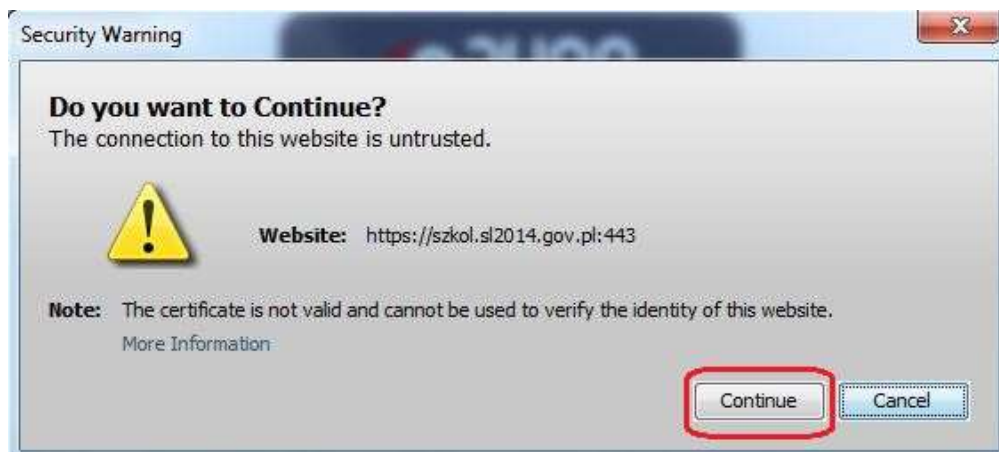 Security Warning
Do you want to Continue?
The connection to this website is untrusted.
Website: https://szkol.sl2014.gov.pl:443
Note: The certificate is not valid and cannot be used to verify the identity of this website.
More Information
Continue Cancel